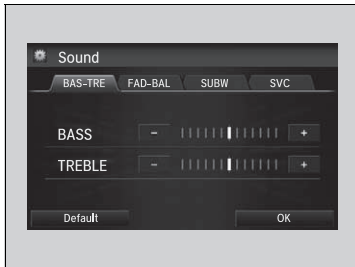 Sound
BAS-TRE FAD-BAL SUBW SVC
BASS - +
TREBLE - +
Default OK